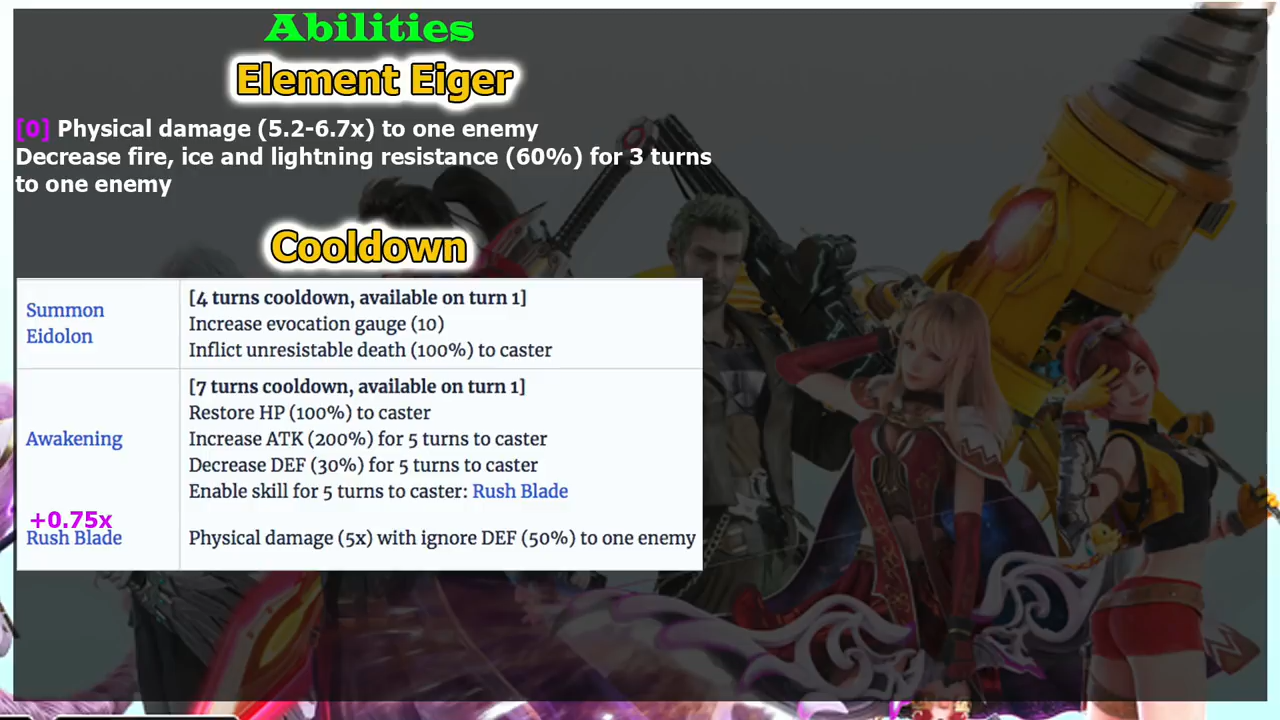 Abilities
Element Eiger
[0] Physical damage (5.2-6.7x) to one enemy
Decrease fire, ice and lightning resistance (60%) for 3 turns
to one enemy
Cooldown
Summon
Eidolon
[4 turns cooldown, available on turn 1]
Increase evocation gauge (10)
Inflict unresistable death (100%) to caster
Awakening
[7 turns cooldown, available on turn 1]
Restore HP (100%) to caster
Increase ATK (200%) for 5 turns to caster
Decrease DEF (30%) for 5 turns to caster
Enable skill for 5 turns to caster: Rush Blade
+0.75x
Rush Blade
Physical damage (5x) with ignore DEF (50%) to one enemy